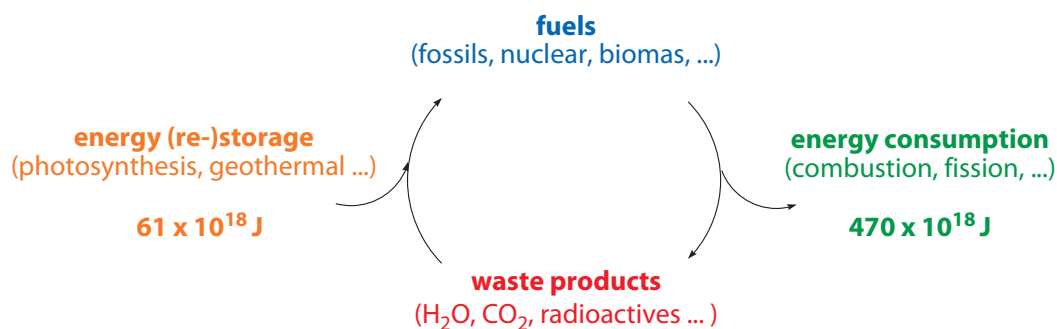 fuels
(fossils, nuclear, biomas, ...)
energy (re-)storage
(photosynthesis, geothermal ...)
61 x 10¹⁸ J
energy consumption
(combustion, fission, ...)
470 x 10¹⁸ J
waste products
(H₂O, CO₂, radioactives ... )